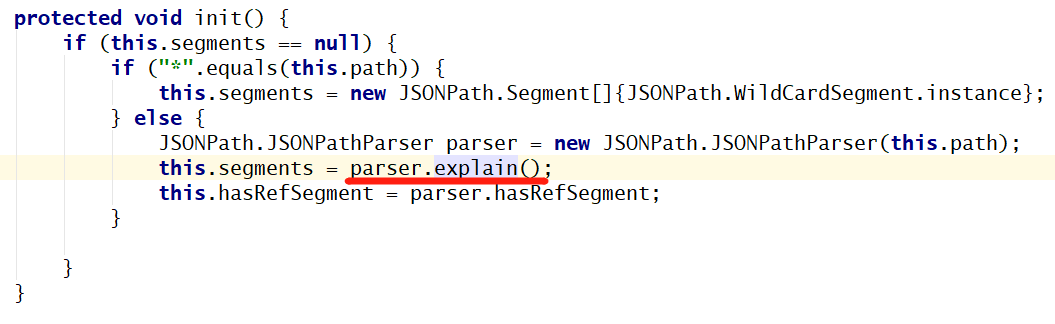 protected void init() {
if (this.segments == null) {
if ("*".equals(this.path)) {
this.segments = new JSONPath.Segment[]{JSONPath.WildCardSegment.instance};
} else {
JSONPath.JSONPathParser parser = new JSONPath.JSONPathParser(this.path);
this.segments = parser.explain();
this.hasRefSegment = parser.hasRefSegment;
}
}
}